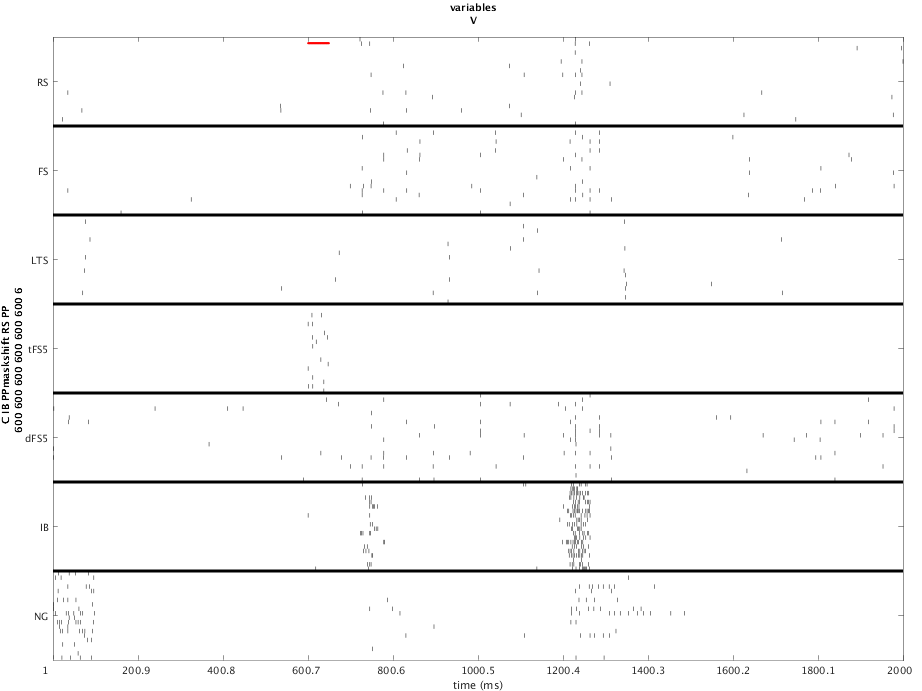 variables
V
C IB PPmaskshift RS PP
600 600 600 600 600 600 6
RS
FS
LTS
tFS5
dFS5
IB
NG
1 200.9 400.8 600.7 800.6 1000.5 1200.4 1400.3 1600.2 1800.1 2000
time (ms)